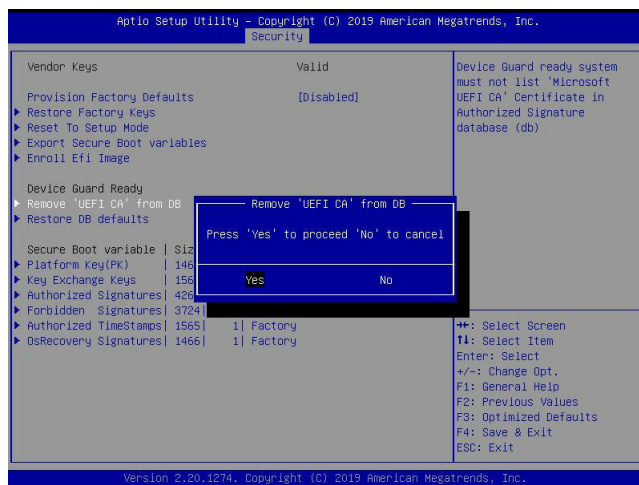 Aptio Setup Utility – Copyright (C) 2019 American Megatrends, Inc.
Security
Vendor Keys Valid
Provision Factory Defaults [Disabled]
Restore Factory Keys
Reset To Setup Mode
Export Secure Boot variables
Enroll Efi Image
Device Guard Ready
Remove 'UEFI CA' from DB
Restore DB defaults
Secure Boot variable | Siz
Platform Key(PK) | 146
Key Exchange Keys | 156
Authorized Signatures| 426
Forbidden Signatures| 3724|
Authorized TimeStamps| 1565| 1| Factory
OsRecovery Signatures| 1466| 1| Factory
Remove 'UEFI CA' from DB
Press 'Yes' to proceed 'No' to cancel
Yes No
Device Guard ready system
must not list 'Microsoft
UEFI CA' Certificate in
Authorized Signature
database (db)
→←: Select Screen
↑↓: Select Item
Enter: Select
+/-: Change Opt.
F1: General Help
F2: Previous Values
F3: Optimized Defaults
F4: Save & Exit
ESC: Exit
Version 2.20.1274. Copyright (C) 2019 American Megatrends, Inc.